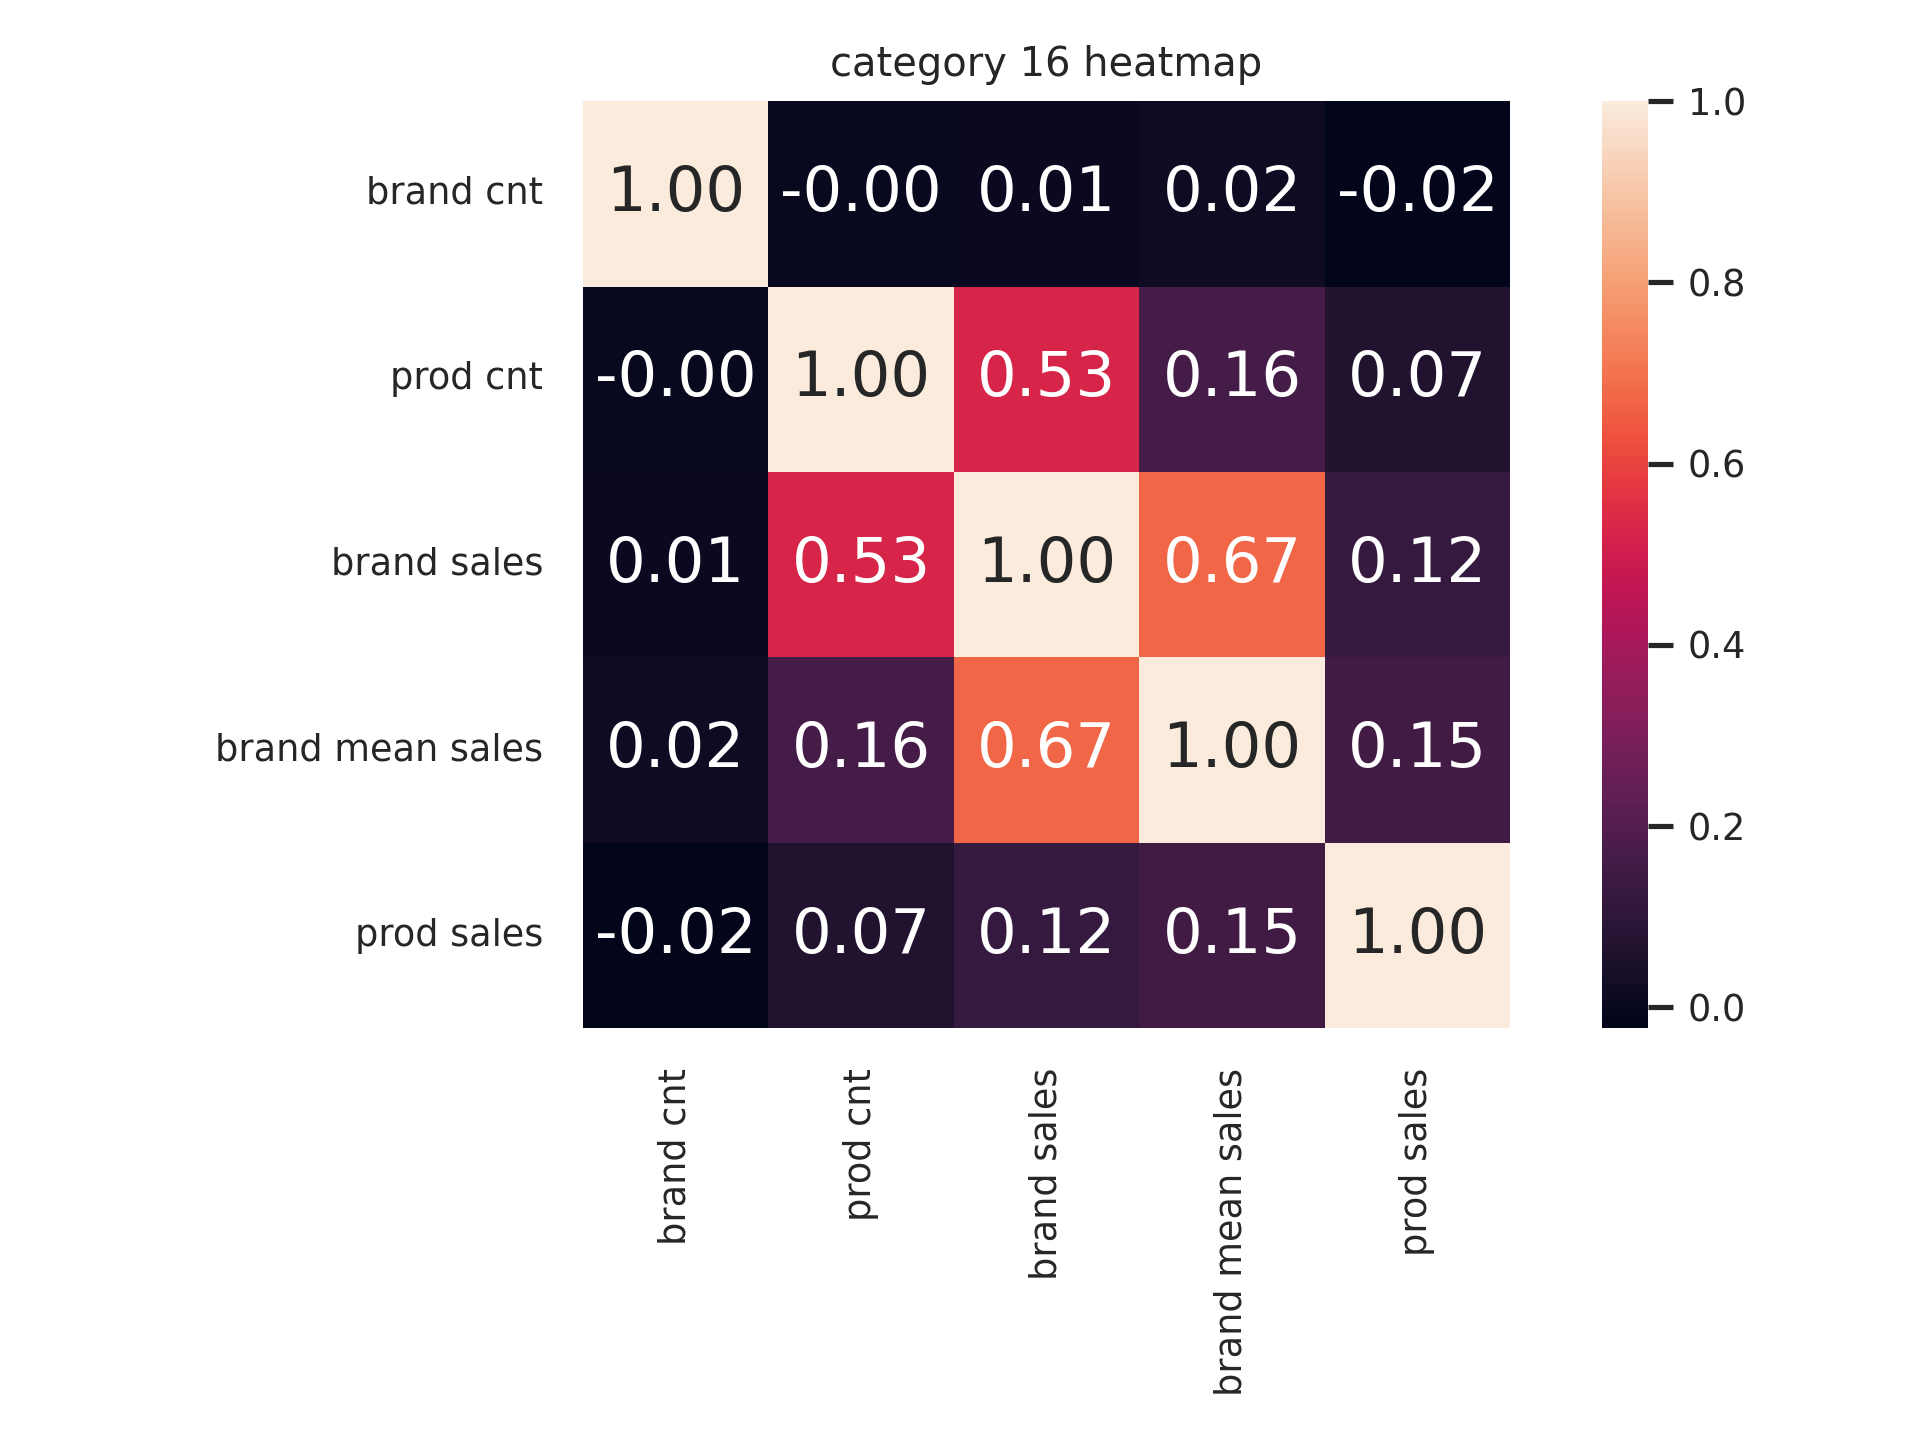 category 16 heatmap
1.0
brand cnt 1.00 -0.00 0.01 0.02 -0.02
0.8
prod cnt -0.00 1.00 0.53 0.16 0.07
0.6
brand sales 0.01 0.53 1.00 0.67 0.12
0.4
brand mean sales 0.02 0.16 0.67 1.00 0.15
0.2
prod sales -0.02 0.07 0.12 0.15 1.00
0.0
brand cnt
prod cnt
brand sales
brand mean sales
prod sales